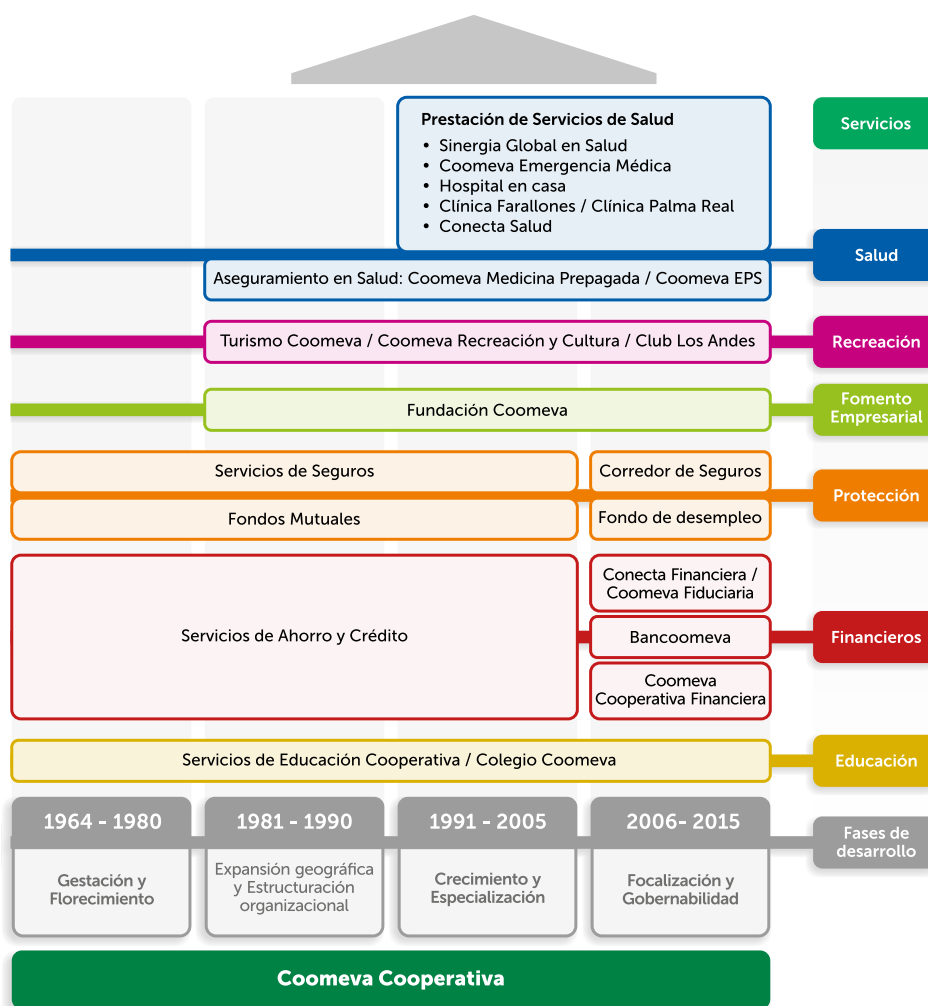 Servicios
Prestación de Servicios de Salud
• Sinergia Global en Salud
• Coomeva Emergencia Médica
• Hospital en casa
• Clínica Farallones / Clínica Palma Real
• Conecta Salud
Salud
Aseguramiento en Salud: Coomeva Medicina Prepagada / Coomeva EPS
Turismo Coomeva / Coomeva Recreación y Cultura / Club Los Andes
Recreación
Fundación Coomeva
Fomento
Empresarial
Servicios de Seguros
Corredor de Seguros
Protección
Fondos Mutuales
Fondo de desempleo
Servicios de Ahorro y Crédito
Conecta Financiera /
Coomeva Fiduciaria
Bancoomeva
Coomeva
Cooperativa Financiera
Financieros
Servicios de Educación Cooperativa / Colegio Coomeva
Educación
1964 - 1980
Gestación y
Florecimiento
1981 - 1990
Expansión geográfica
y Estructuración
organizacional
1991 - 2005
Crecimiento y
Especialización
2006- 2015
Focalización y
Gobernabilidad
Fases de
desarrollo
Coomeva Cooperativa